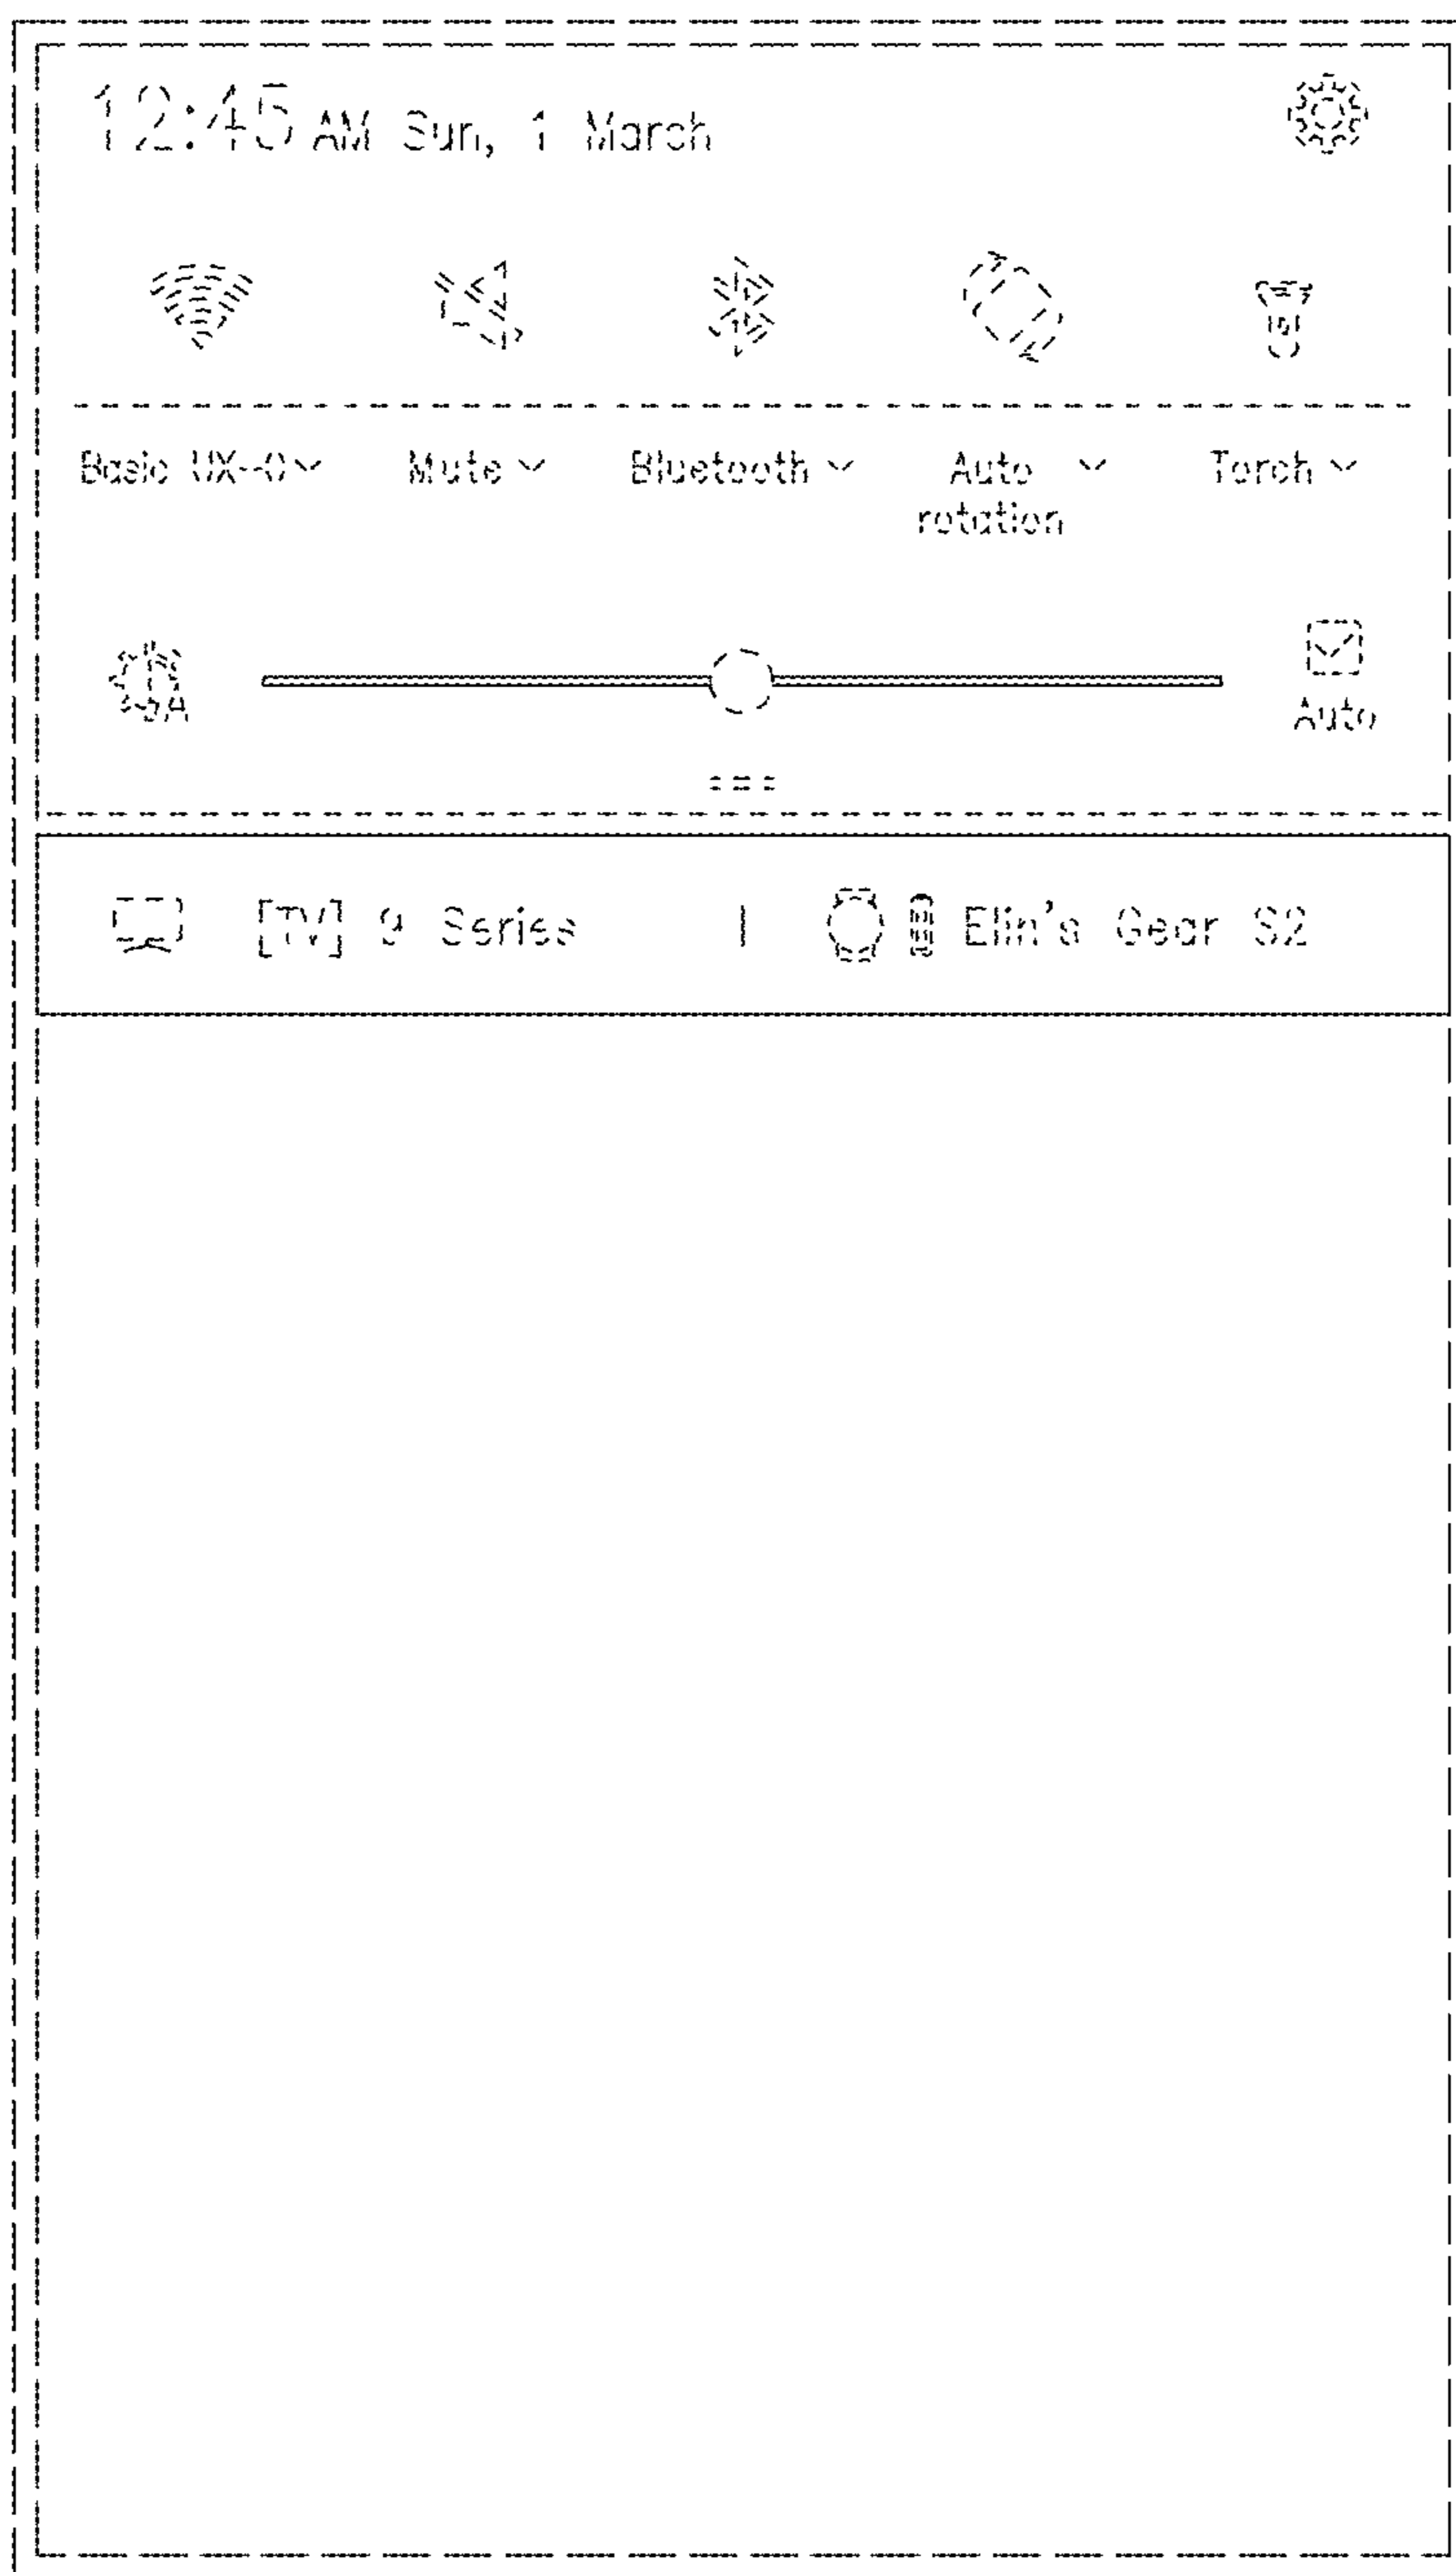 12:45 AM Sun, 1 March
Basic UX--0 Mute Bluetooth Auto rotation Torch
A
Auto
[TV] 9 Series | Elin's Gear S2